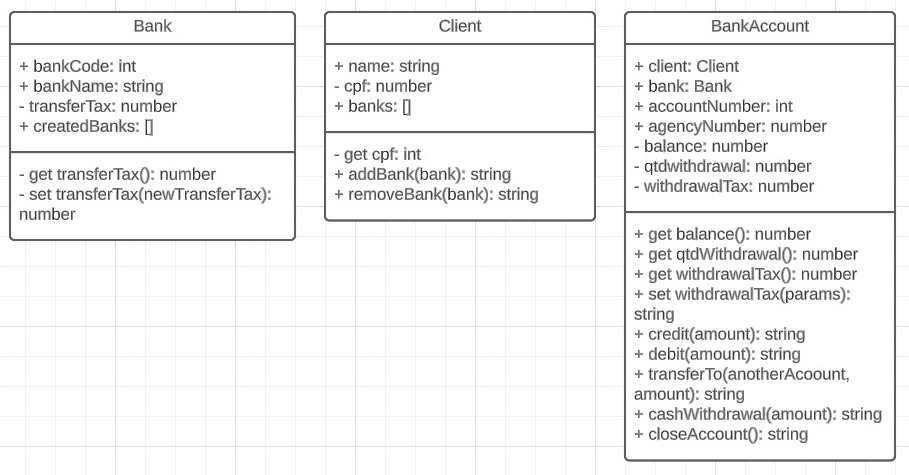 Bank
+ bankCode: int
+ bankName: string
- transferTax: number
+ createdBanks: []
- get transferTax(): number
- set transferTax(newTransferTax):
number
Client
+ name: string
- cpf: number
+ banks: []
- get cpf: int
+ addBank(bank): string
+ removeBank(bank): string
BankAccount
+ client: Client
+ bank: Bank
+ accountNumber: int
+ agencyNumber: number
- balance: number
- qtdwithdrawal: number
- withdrawalTax: number
+ get balance(): number
+ get qtdWithdrawal(): number
+ get withdrawalTax(): number
+ set withdrawalTax(params):
string
+ credit(amount): string
+ debit(amount): string
+ transferTo(anotherAcoount,
amount): string
+ cashWithdrawal(amount): string
+ closeAccount(): string